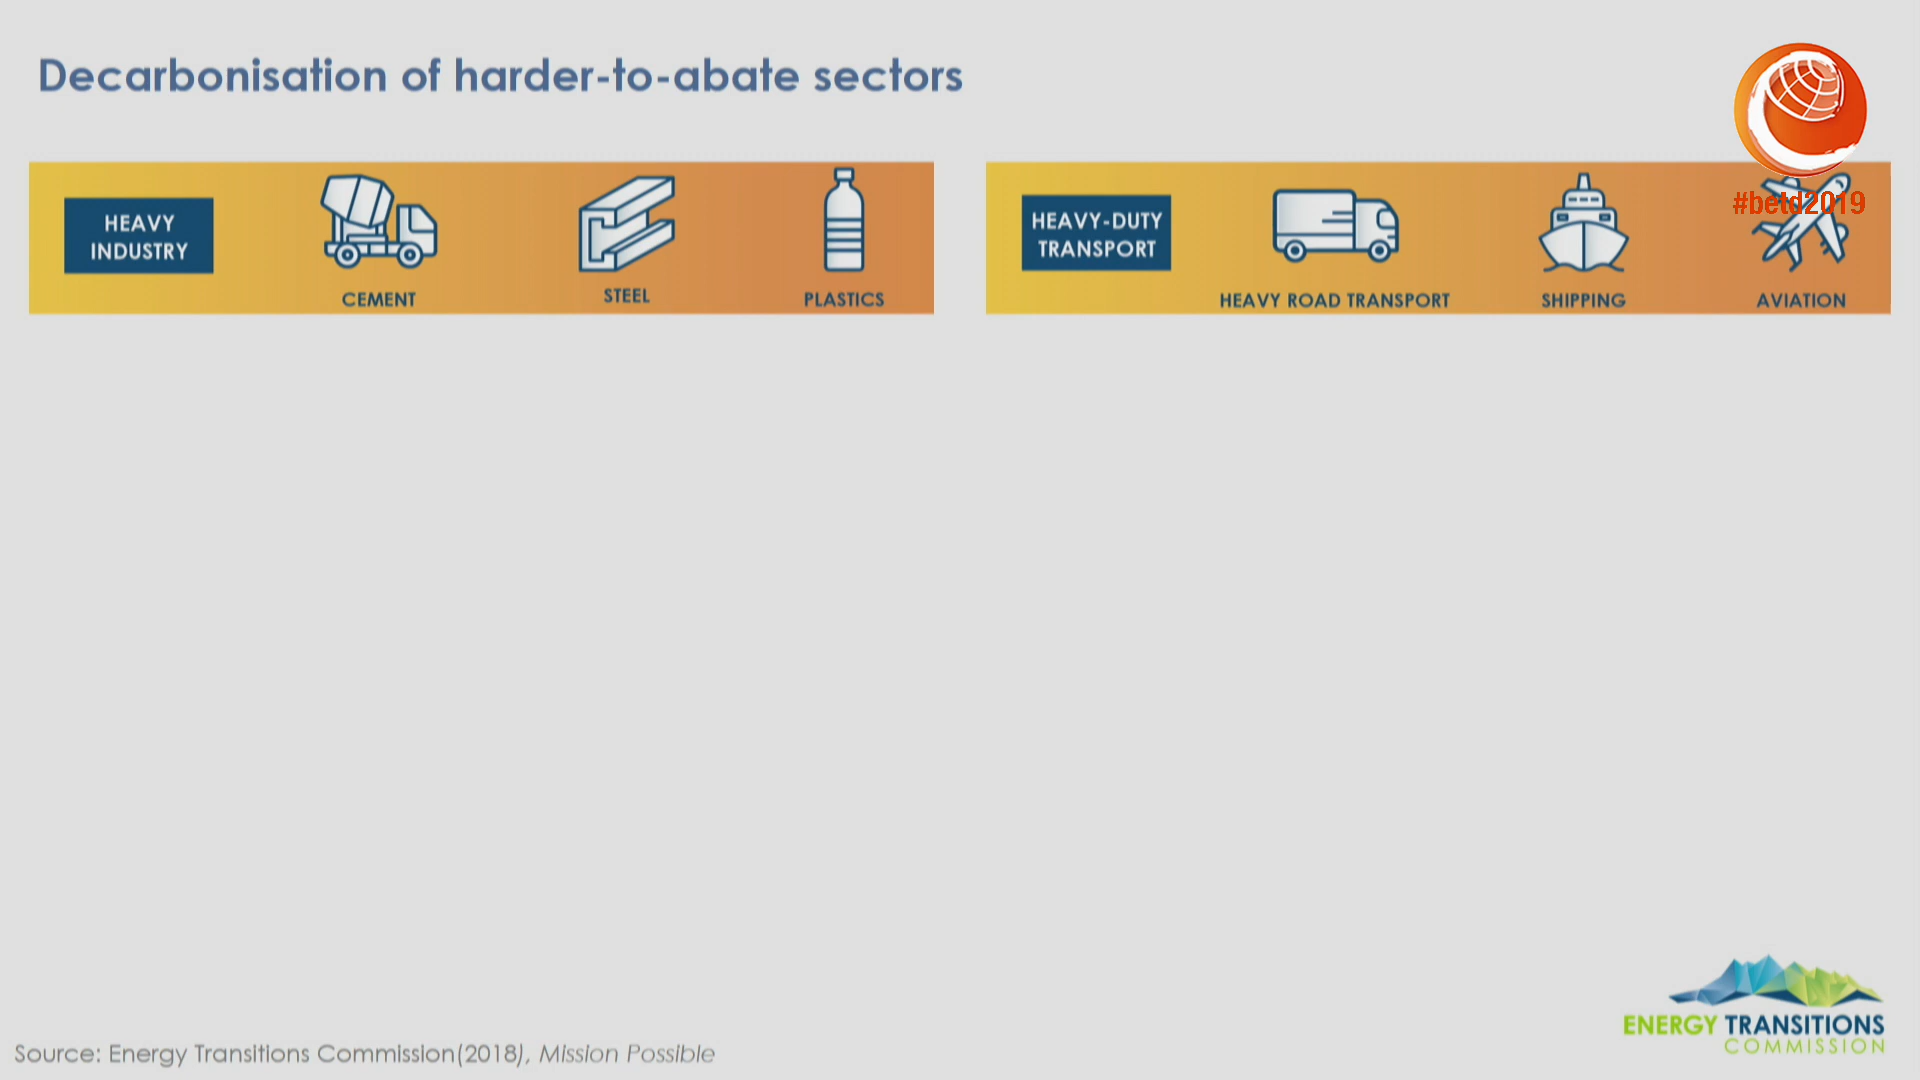 Decarbonisation of harder-to-abate sectors
#betd2019
HEAVY
INDUSTRY
CEMENT
STEEL
PLASTICS
HEAVY-DUTY
TRANSPORT
HEAVY ROAD TRANSPORT
SHIPPING
AVIATION
ENERGY TRANSITIONS
COMMISSION
Source: Energy Transitions Commission(2018), Mission Possible